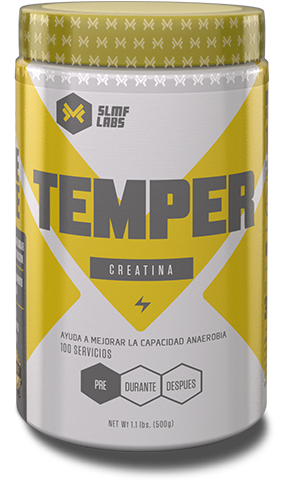 SLMF
LABS
TEMPER
CREATINA
AYUDA A MEJORAR LA CAPACIDAD ANAEROBIA
100 SERVICIOS
PRE DURANTE DESPUES
NET Wt 1.1 lbs. (500g)